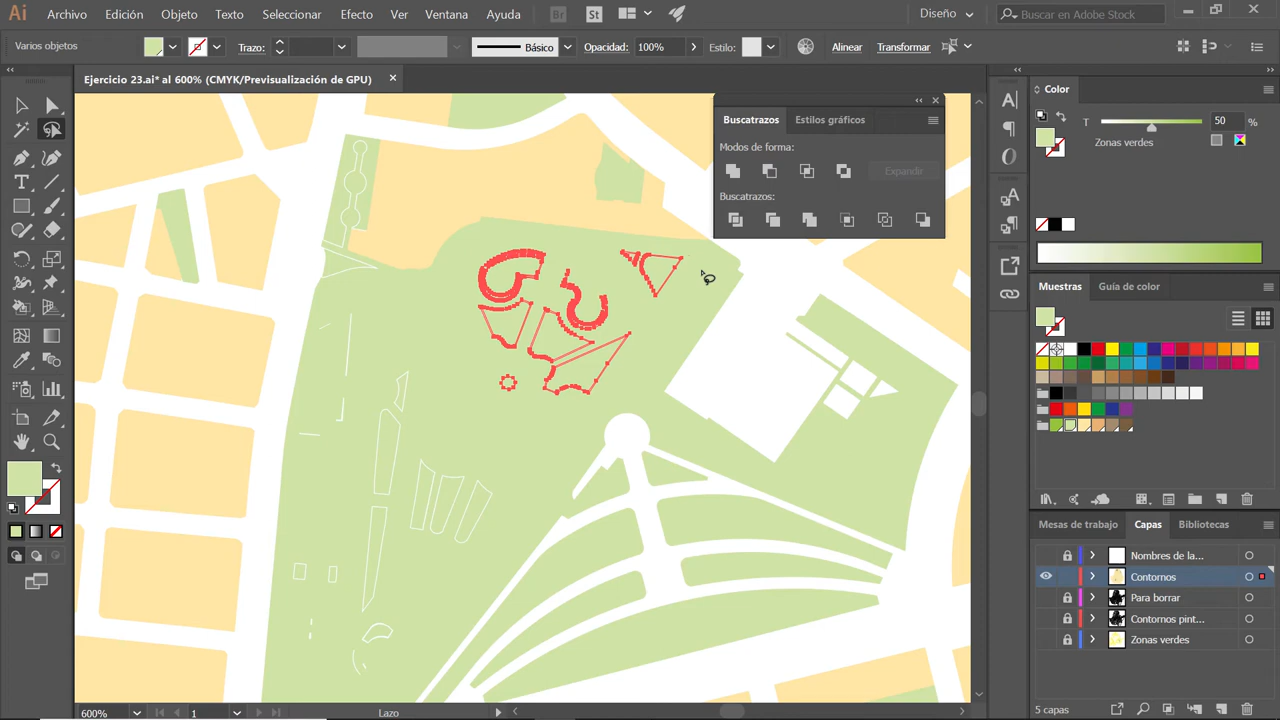 Ai Archivo Edición Objeto Texto Seleccionar Efecto Ver Ventana Ayuda Br St Diseño Buscar en Adobe Stock
Varios objetos Trazo: Básico Opacidad: 100% Estilo: Alinear Transformar
Ejercicio 23.ai* al 600% (CMYK/Previsualización de GPU)
Buscatrazos Estilos gráficos
Modos de forma:
Expandir
Buscatrazos:
Color
T 50 %
Zonas verdes
Muestras Guía de color
Mesas de trabajo Capas Bibliotecas
Nombres de la...
Contornos
Para borrar
Contornos pint...
Zonas verdes
5 capas
600% 1 Lazo